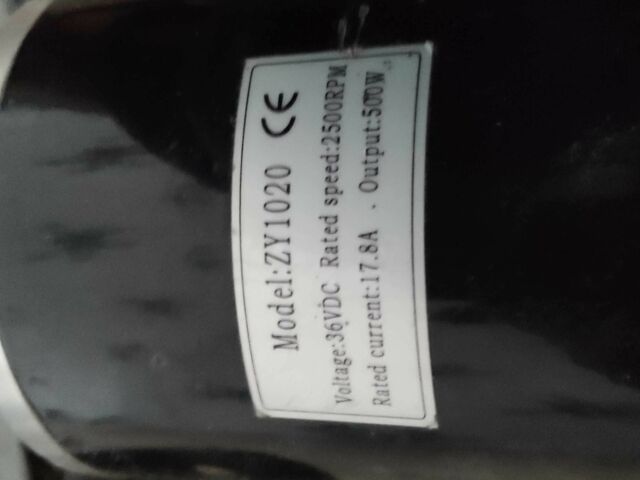 Model:ZY1020 CE
Voltage:36VDC Rated speed:2500RPM
Rated current:17.8A . Output:500W